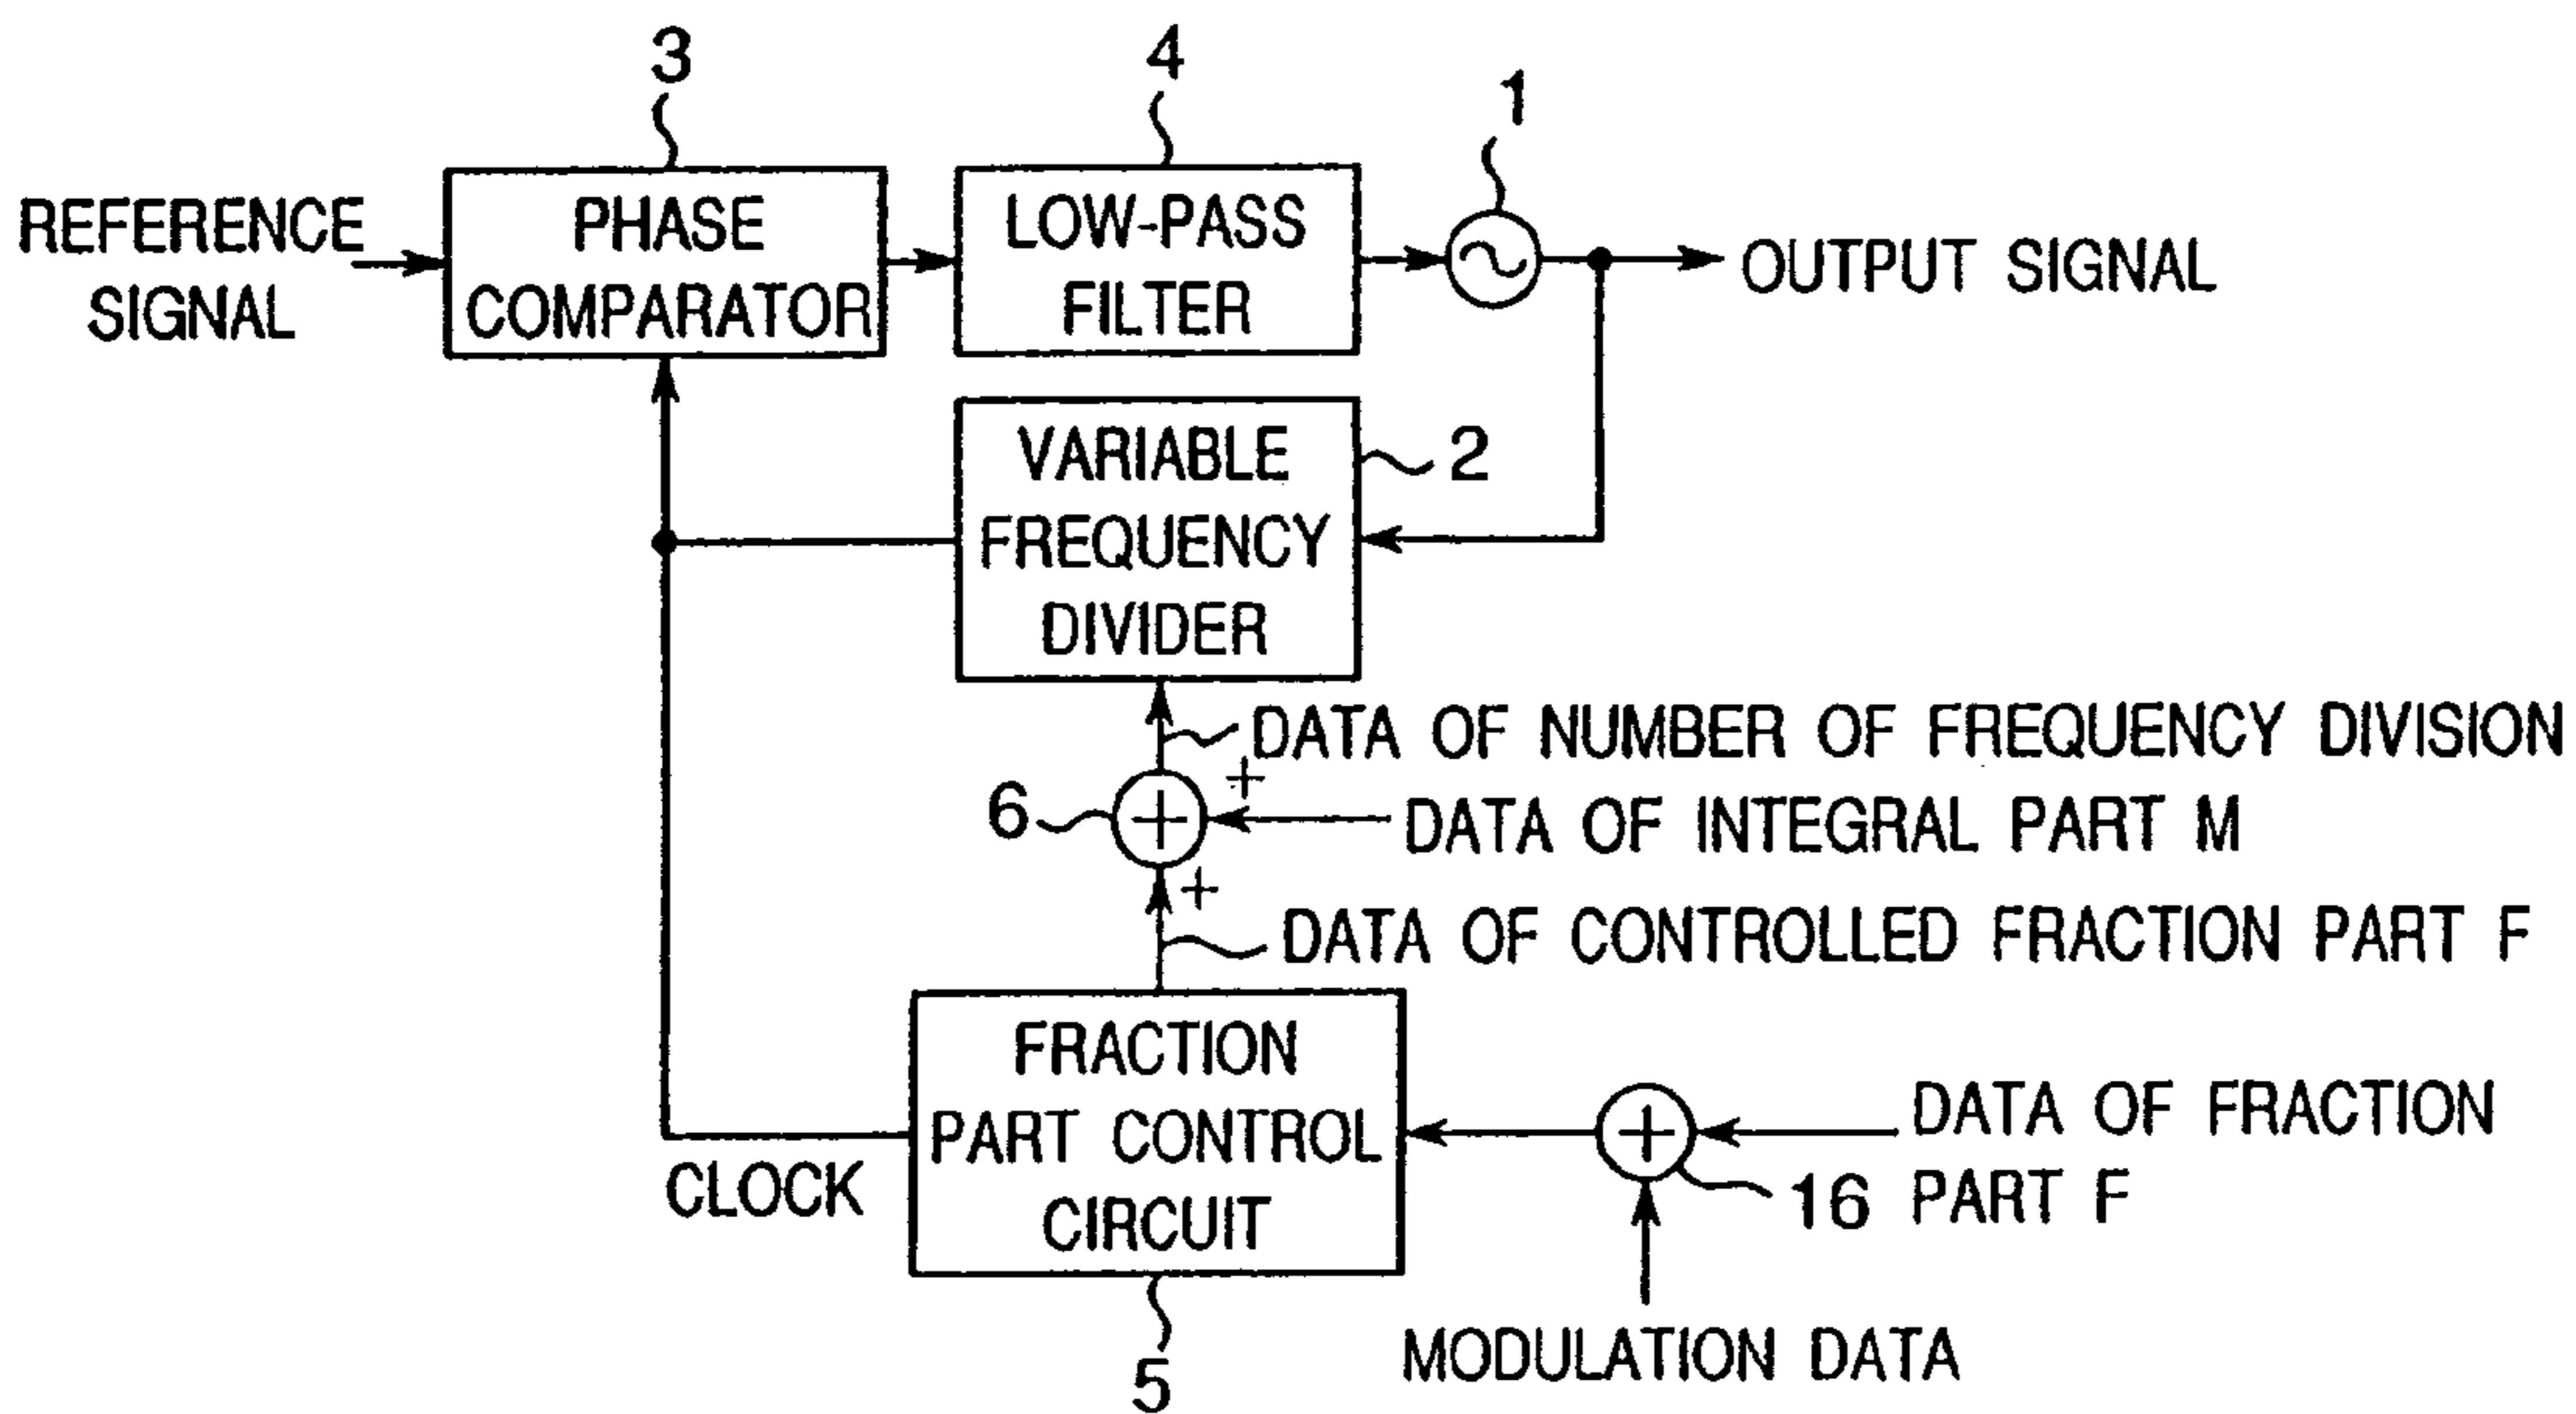 3
4
1
REFERENCE
SIGNAL
PHASE
COMPARATOR
LOW-PASS
FILTER
OUTPUT SIGNAL
VARIABLE
FREQUENCY
DIVIDER
2
DATA OF NUMBER OF FREQUENCY DIVISION
+
6
+
DATA OF INTEGRAL PART M
+
DATA OF CONTROLLED FRACTION PART F
FRACTION
PART CONTROL
CIRCUIT
CLOCK
+
DATA OF FRACTION
PART F
16
MODULATION DATA
5